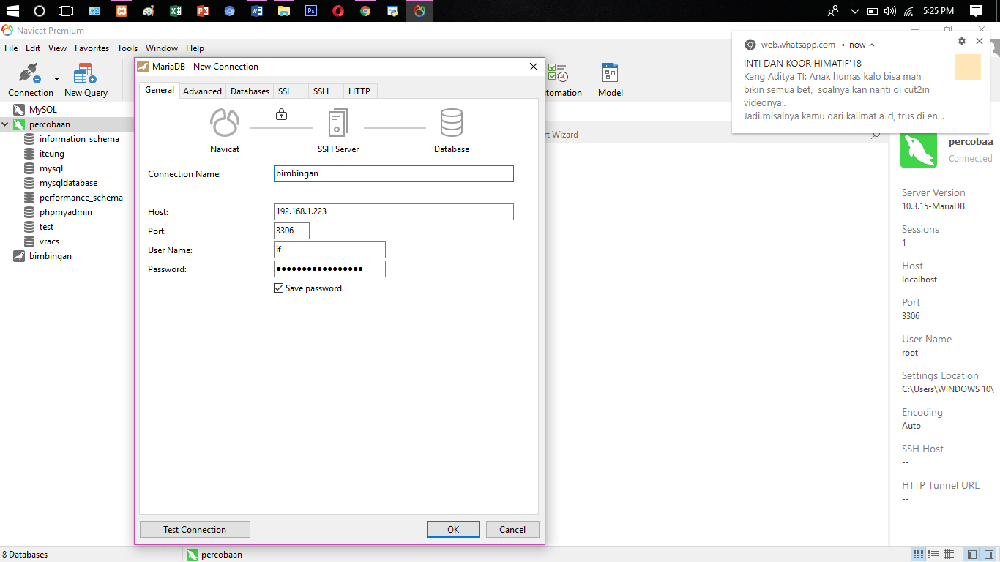 5:25 PM
Navicat Premium
File Edit View Favorites Tools Window Help
Connection New Query
tomation Model
MySQL
percobaan
information_schema
iteung
mysql
mysqldatabase
performance_schema
phpmyadmin
test
vracs
bimbingan
MariaDB - New Connection
General Advanced Databases SSL SSH HTTP
Navicat SSH Server Database
Connection Name: bimbingan
Host: 192.168.1.223
Port: 3306
User Name: if
Password: ●●●●●●●●●●●●●●●●●
Save password
Test Connection OK Cancel
rt Wizard
web.whatsapp.com • now
INTI DAN KOOR HIMATIF'18
Kang Aditya TI: Anak humas kalo bisa mah
bikin semua bet, soalnya kan nanti di cut2in
videonya..
Jadi misalnya kamu dari kalimat a-d, trus di en...
percobaa
Connected
Server Version
10.3.15-MariaDB
Sessions
1
Host
localhost
Port
3306
User Name
root
Settings Location
C:\Users\WINDOWS 10\
Encoding
Auto
SSH Host
--
HTTP Tunnel URL
--
8 Databases percobaan